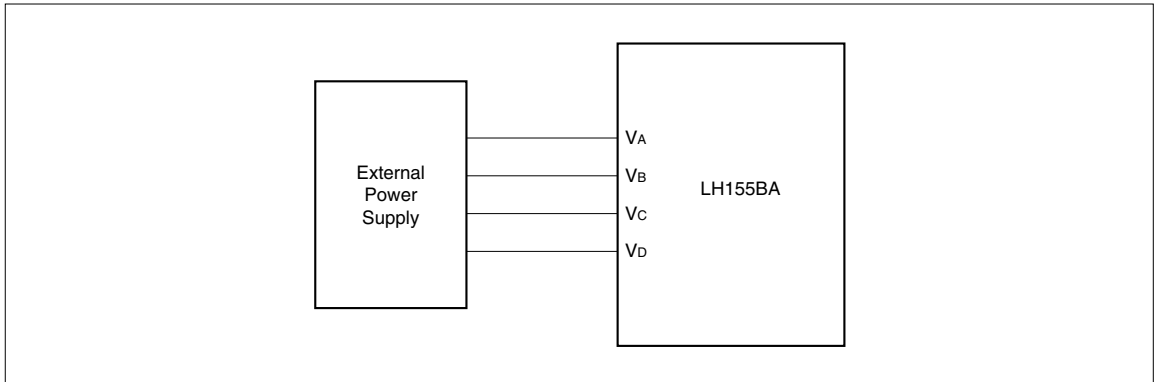 External
Power
Supply
VA
VB
VC
VD
LH155BA